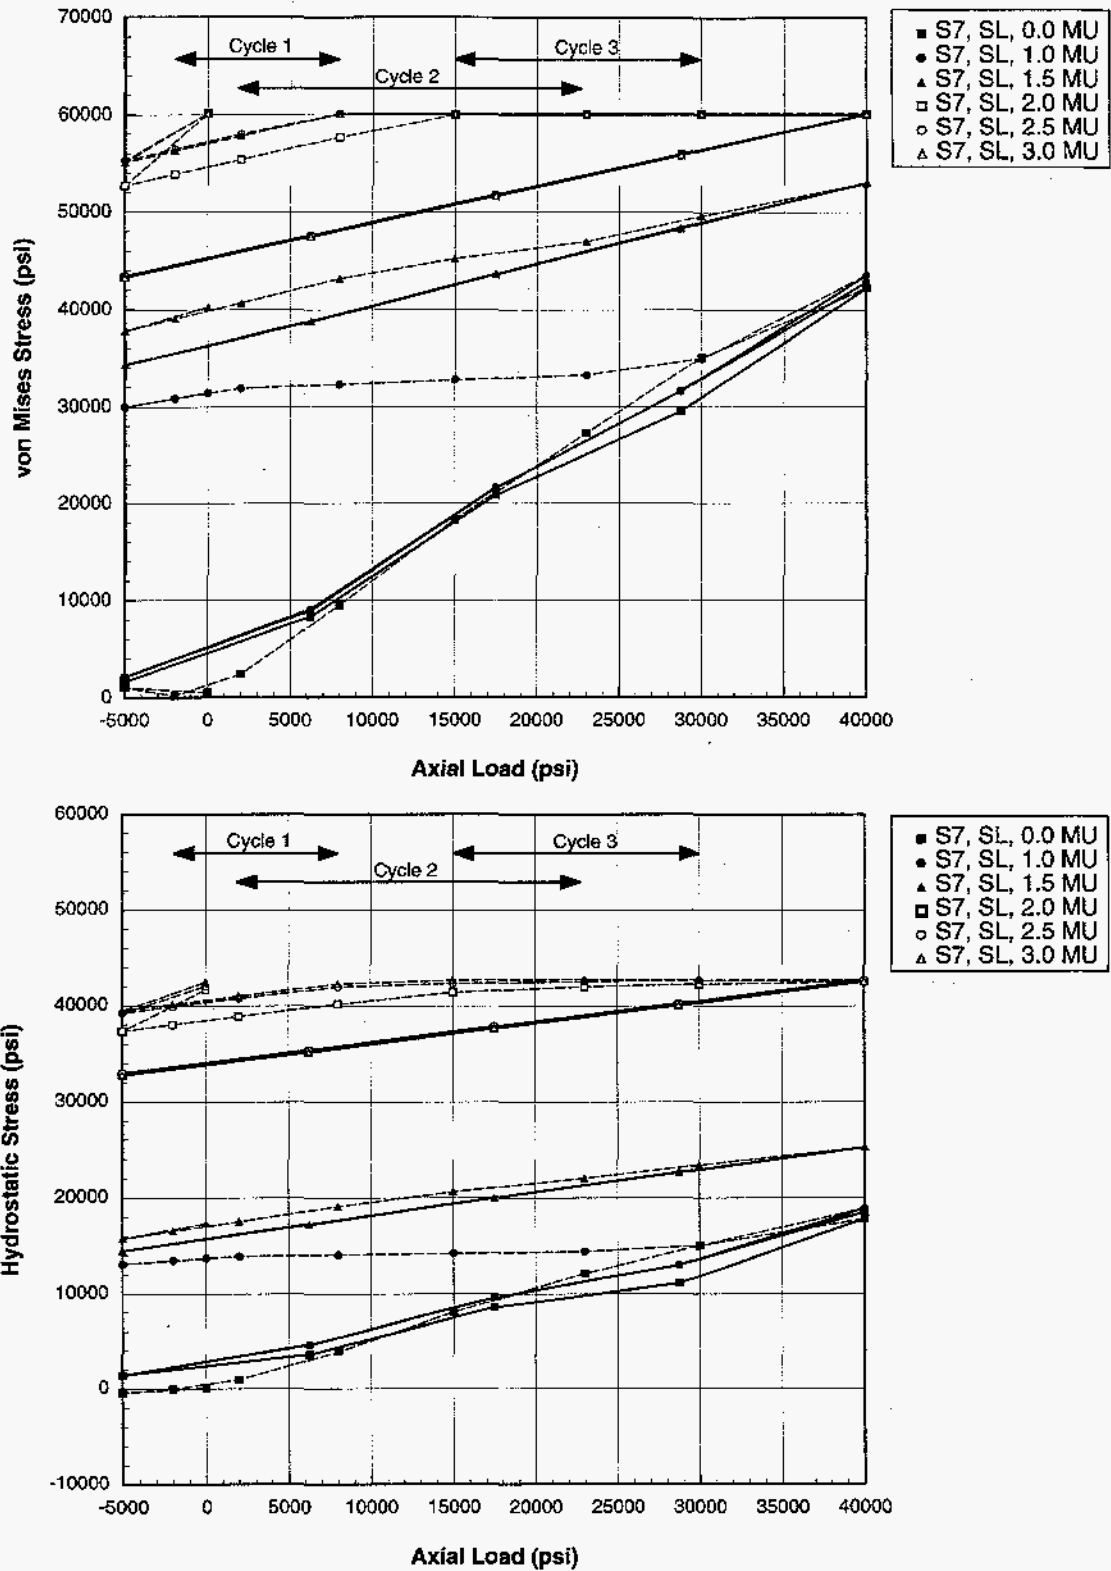 70000
60000
50000
40000
30000
20000
10000
0
von Mises Stress (psi)
Cycle 1
Cycle 2
Cycle 3
-5000 0 5000 10000 15000 20000 25000 30000 35000 40000
Axial Load (psi)
S7, SL, 0.0 MU
S7, SL, 1.0 MU
S7, SL, 1.5 MU
S7, SL, 2.0 MU
S7, SL, 2.5 MU
S7, SL, 3.0 MU
60000
50000
40000
30000
20000
10000
0
-10000
Hydrostatic Stress (psi)
Cycle 1
Cycle 2
Cycle 3
-5000 0 5000 10000 15000 20000 25000 30000 35000 40000
Axial Load (psi)
S7, SL, 0.0 MU
S7, SL, 1.0 MU
S7, SL, 1.5 MU
S7, SL, 2.0 MU
S7, SL, 2.5 MU
S7, SL, 3.0 MU